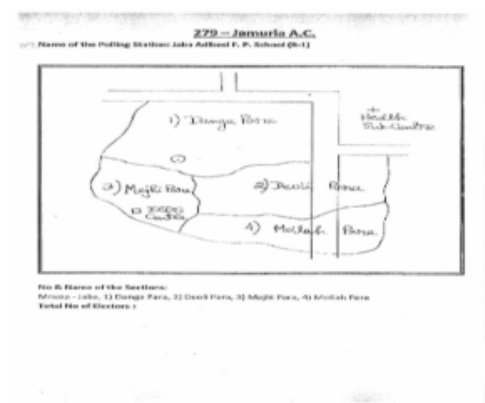 279 – Jamuria A.C.
Name of the Polling Station: Jaba Adibasi F. P. School (R-1)
1) Danga Para
+
Health
Sub-Centre
3) Majhi Para
Centre
2) Deoli Para
4) Mollah Para
No & Name of the Sections:
Mouza - Jaba, 1) Danga Para, 2) Deoli Para, 3) Majhi Para, 4) Mollah Para
Total No of Electors :